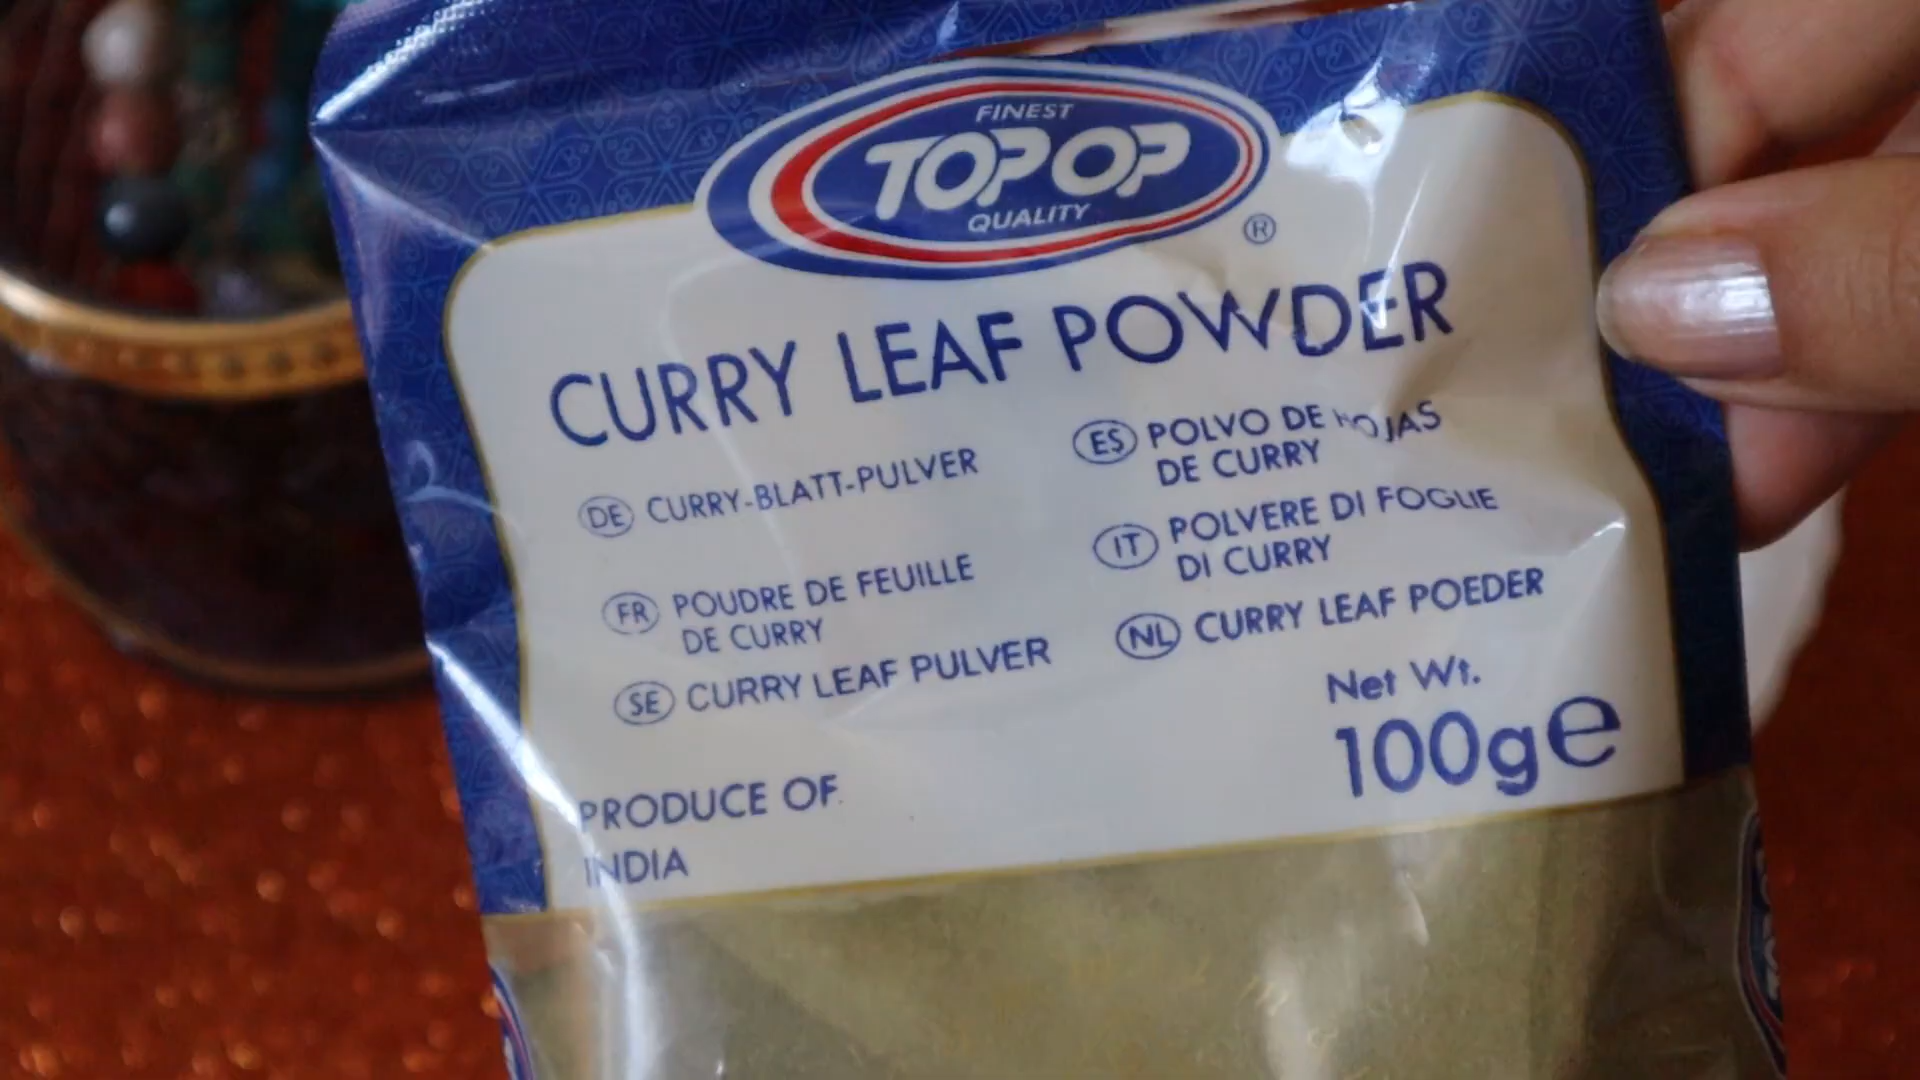 FINEST
TOPOP
QUALITY
®
CURRY LEAF POWDER
DE CURRY-BLATT-PULVER
FR POUDRE DE FEUILLE
DE CURRY
SE CURRY LEAF PULVER
ES POLVO DE HOJAS
DE CURRY
IT POLVERE DI FOGLIE
DI CURRY
NL CURRY LEAF POEDER
Net Wt.
100g e
PRODUCE OF
INDIA